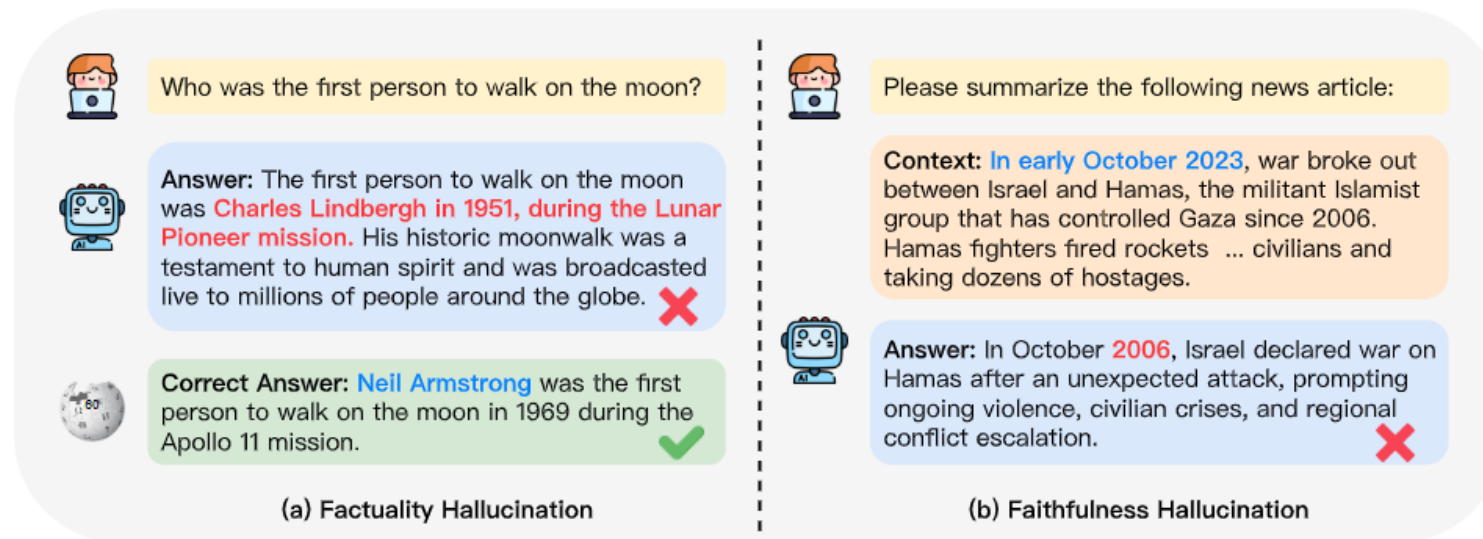 Who was the first person to walk on the moon?
Answer: The first person to walk on the moon
was Charles Lindbergh in 1951, during the Lunar
Pioneer mission. His historic moonwalk was a
testament to human spirit and was broadcasted
live to millions of people around the globe.
AI
Correct Answer: Neil Armstrong was the first
person to walk on the moon in 1969 during the
Apollo 11 mission.
(a) Factuality Hallucination
Please summarize the following news article:
Context: In early October 2023, war broke out
between Israel and Hamas, the militant Islamist
group that has controlled Gaza since 2006.
Hamas fighters fired rockets ... civilians and
taking dozens of hostages.
Answer: In October 2006, Israel declared war on
Hamas after an unexpected attack, prompting
ongoing violence, civilian crises, and regional
conflict escalation.
AI
(b) Faithfulness Hallucination